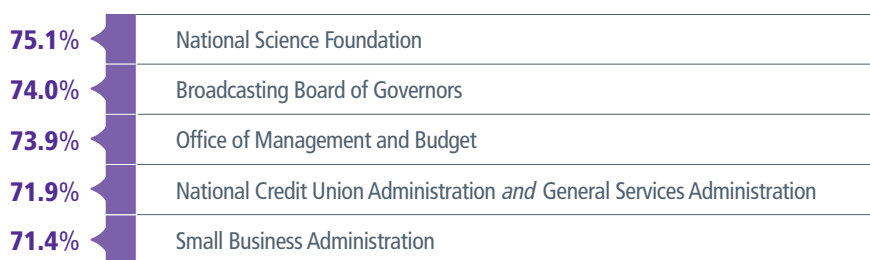 75.1% National Science Foundation
74.0% Broadcasting Board of Governors
73.9% Office of Management and Budget
71.9% National Credit Union Administration and General Services Administration
71.4% Small Business Administration